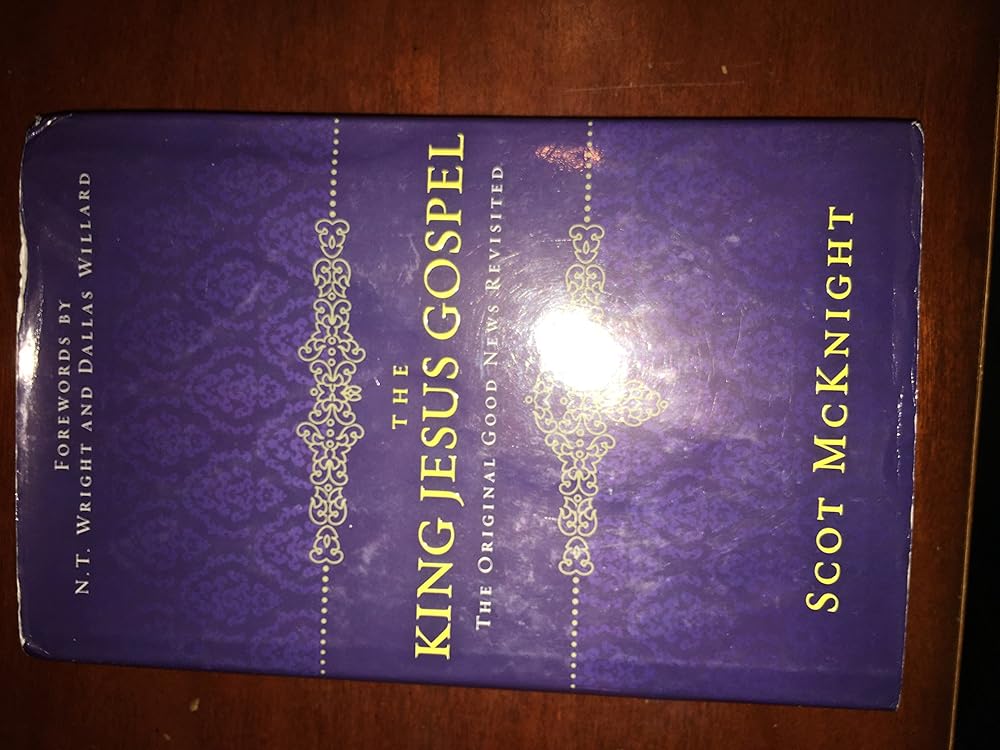 FOREWORDS BY
N. T. WRIGHT AND DALLAS WILLARD
THE
KING JESUS GOSPEL
THE ORIGINAL GOOD NEWS REVISITED
SCOT MCKNIGHT